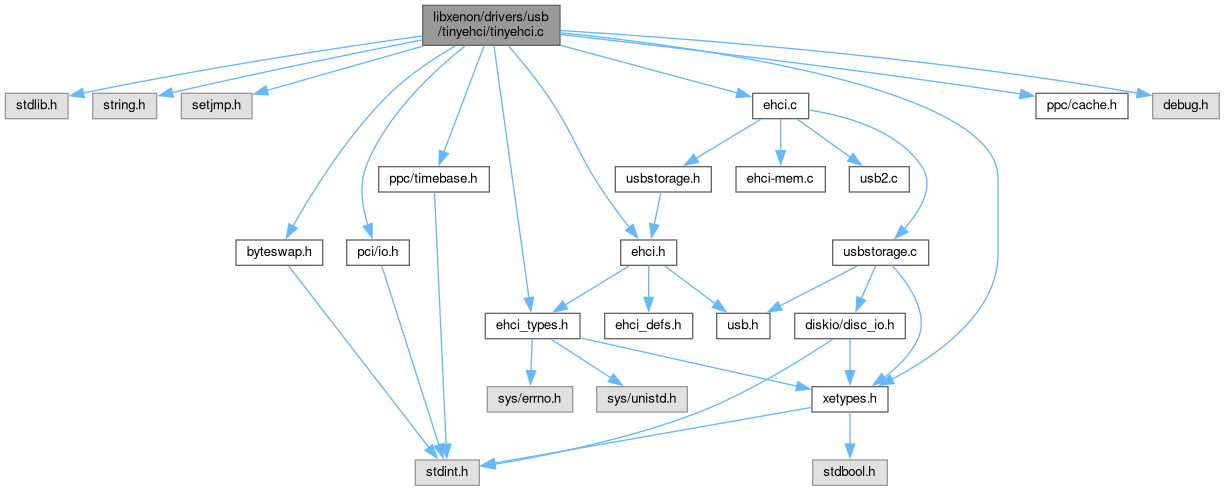 libxenon/drivers/usb
/tinyehci/tinyehci.c
stdlib.h
string.h
setjmp.h
ehci.c
ppc/cache.h
debug.h
ppc/timebase.h
usbstorage.h
ehci-mem.c
usb2.c
byteswap.h
pci/io.h
ehci.h
usbstorage.c
ehci_types.h
ehci_defs.h
usb.h
diskio/disc_io.h
sys/errno.h
sys/unistd.h
xetypes.h
stdint.h
stdbool.h